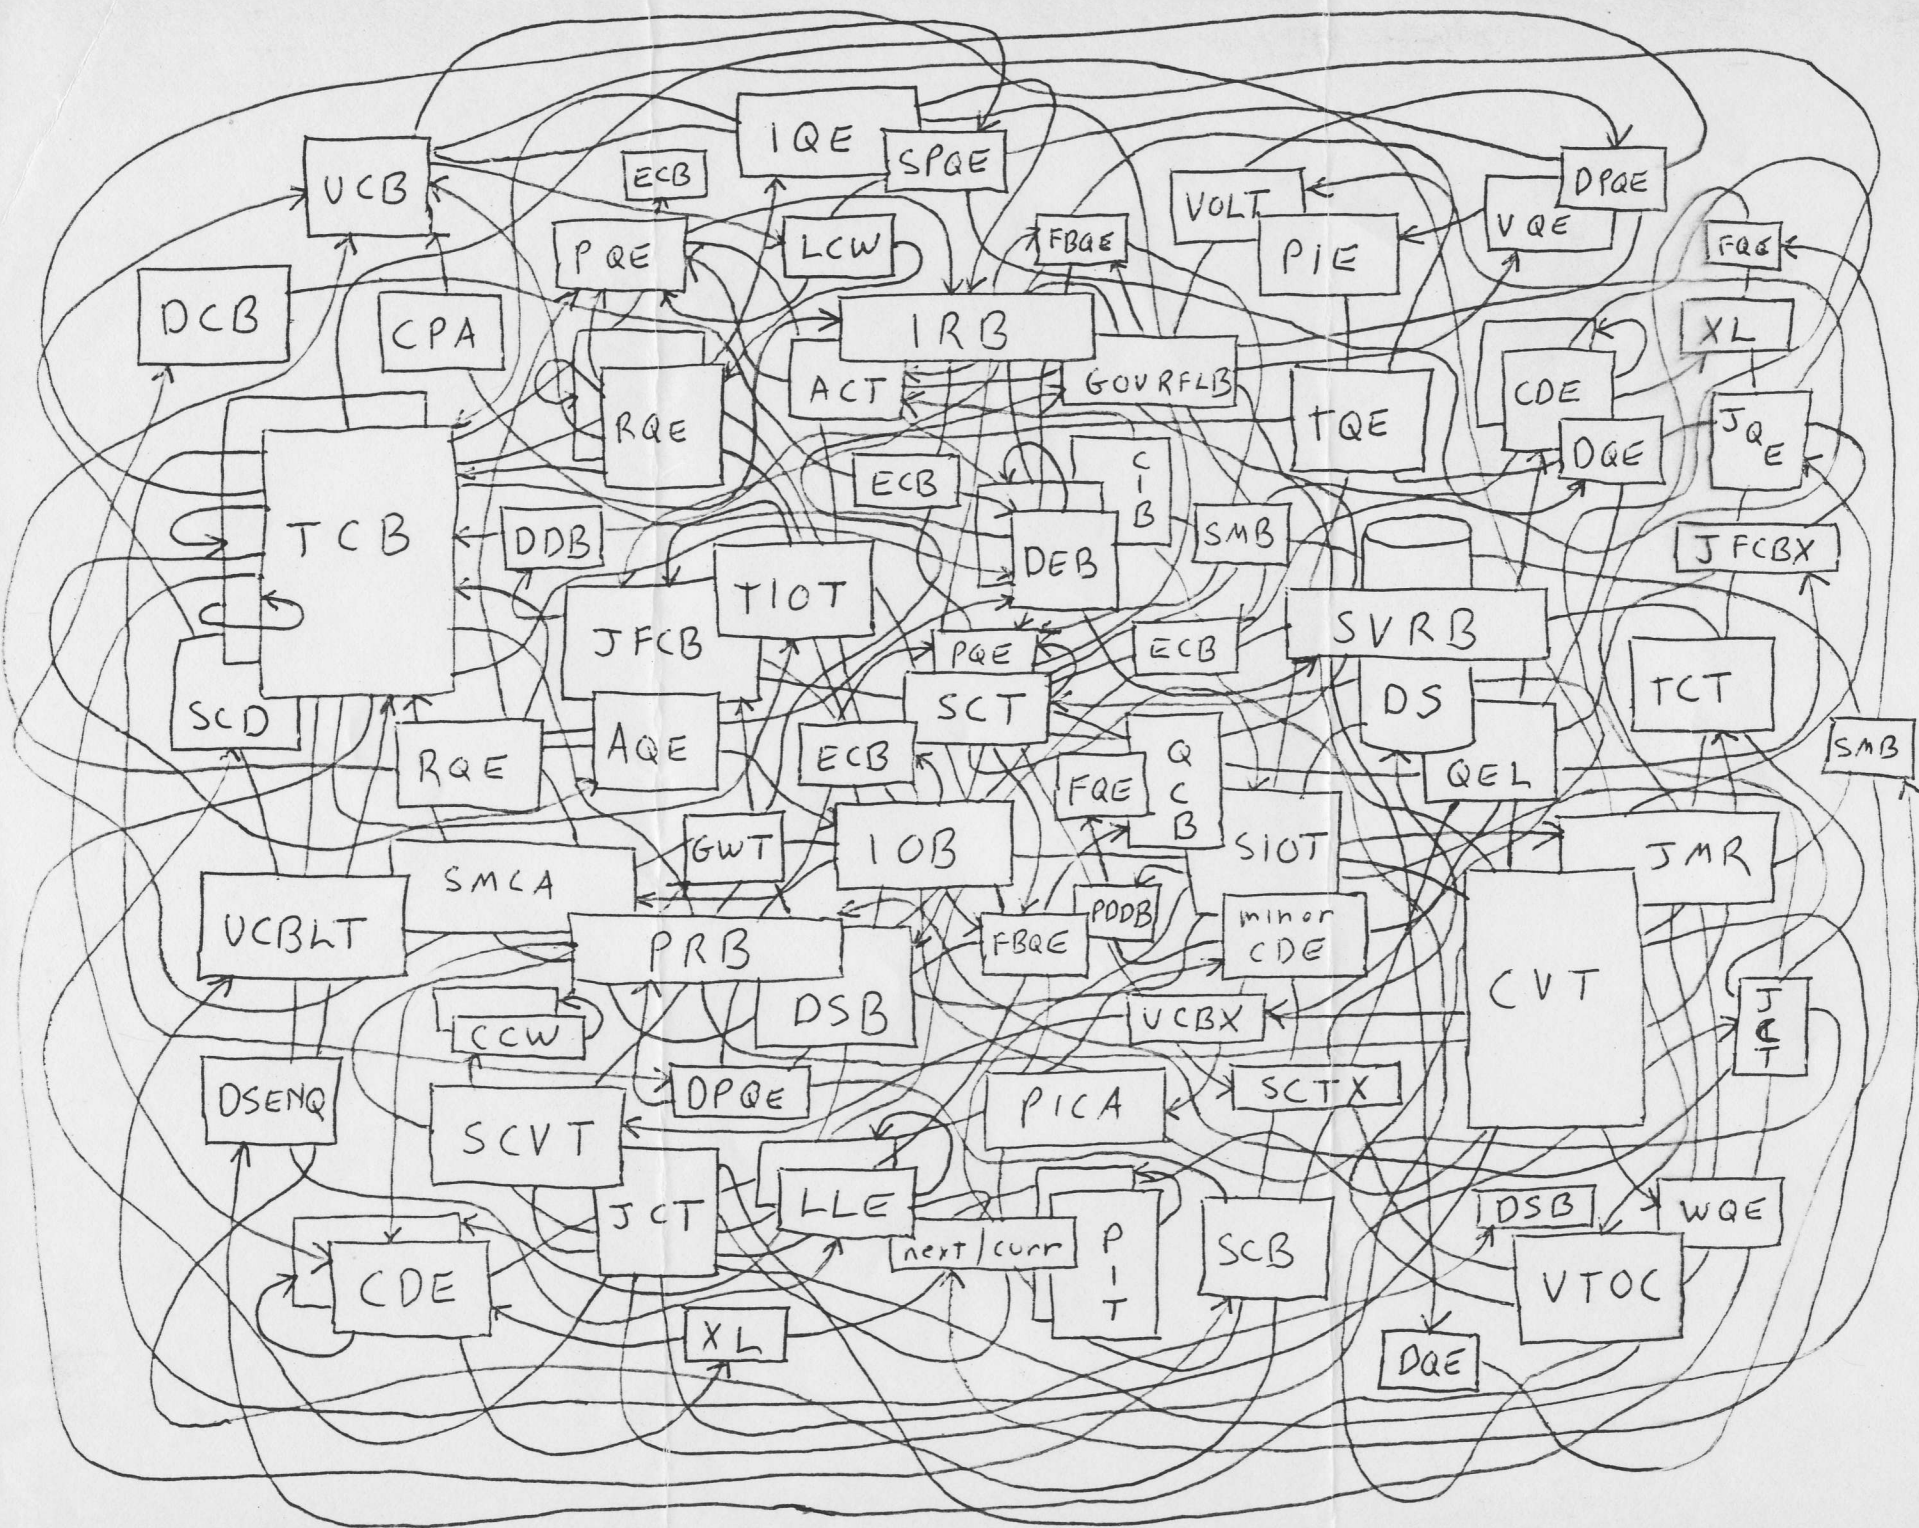 IQE
SPQE
UCB
ECB
VOLT
DPQE
VQE
PQE
LCW
FBQE
PIE
FQE
DCB
CPA
IRB
XL
ACT
GOVRFLB
CDE
RQE
TQE
JQE
DQE
ECB
CIB
TCB
DDB
DEB
SMB
JFCBX
TIOT
JFCB
PQE
ECB
SVRB
SCD
SCT
DS
TCT
RQE
AQE
ECB
QCB
FQE
QEL
SMB
GWT
IOB
SIOT
JMR
SMCA
UCBLT
PRB
FBQE
PDDB
minor
CDE
CVT
DSB
UCBX
CCW
JCT
DSENQ
DPQE
PICA
SCTX
SCVT
JCT
LLE
DSB
WQE
next/curr
PIT
SCB
CDE
VTOC
XL
DQE